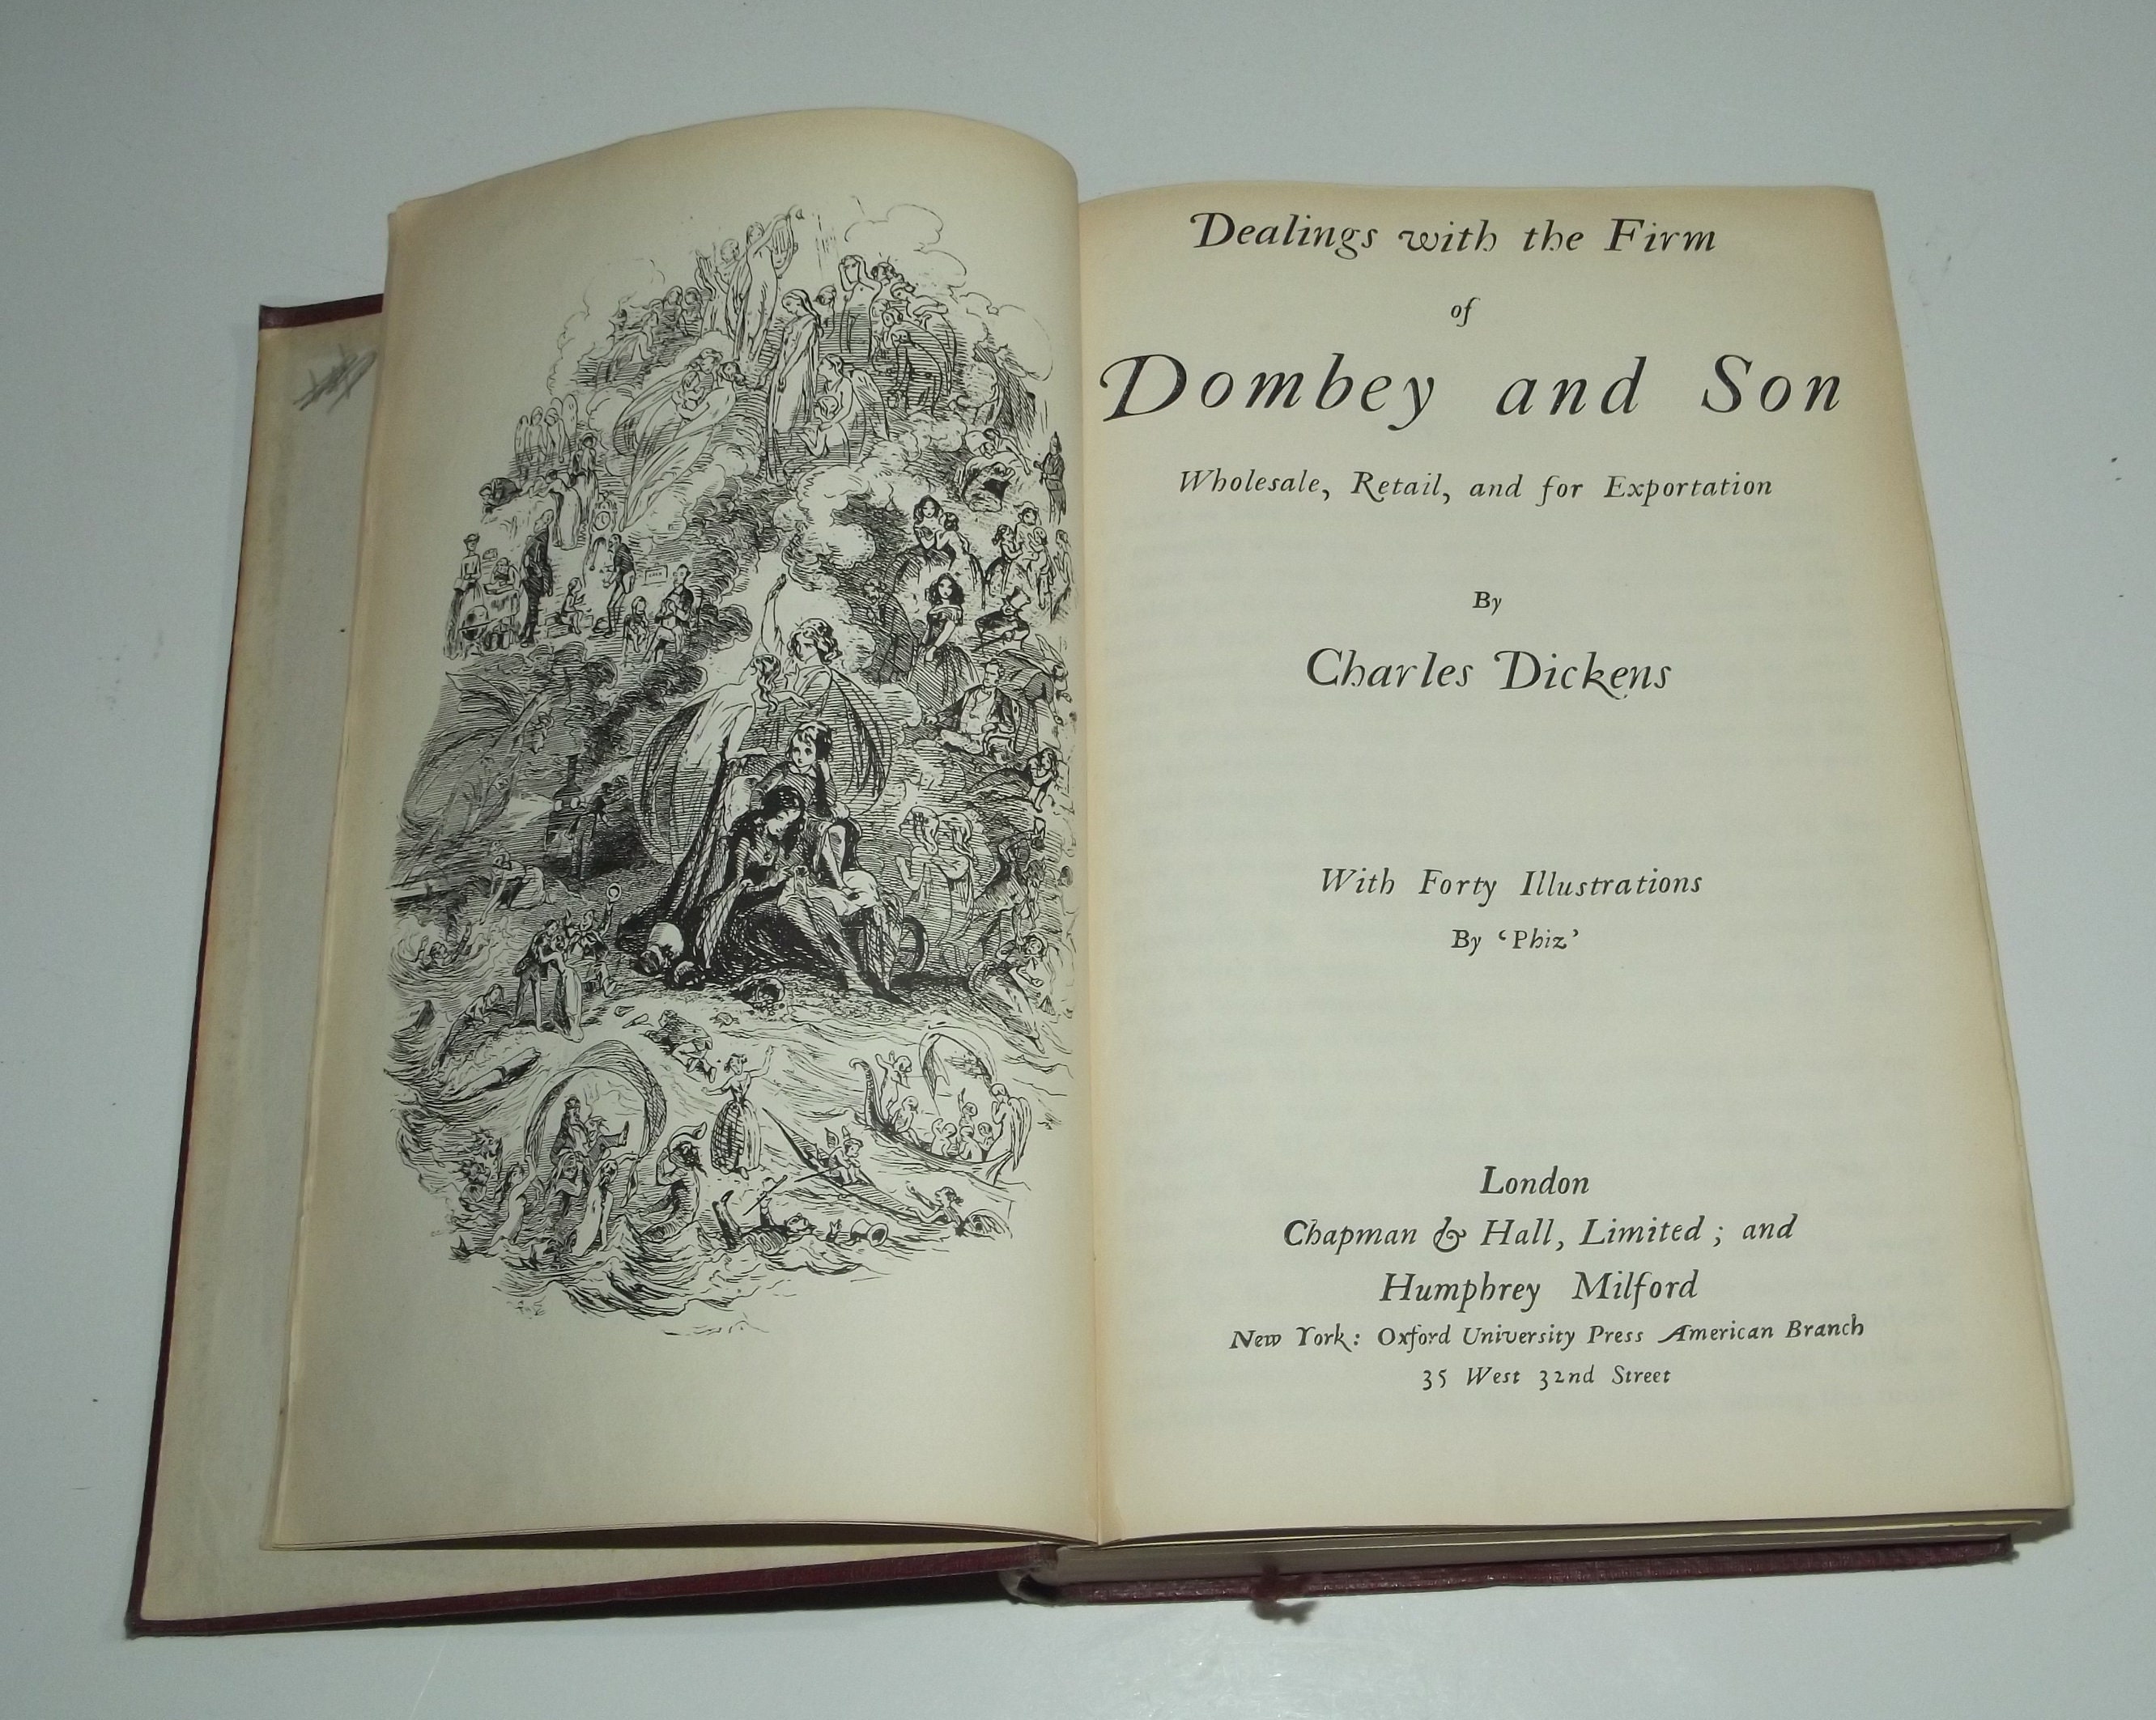 Dealings with the Firm
of
Dombey and Son
Wholesale, Retail, and for Exportation
By
Charles Dickens
With Forty Illustrations
By ‘Phiz’
London
Chapman & Hall, Limited ; and
Humphrey Milford
New York: Oxford University Press American Branch
35 West 32nd Street